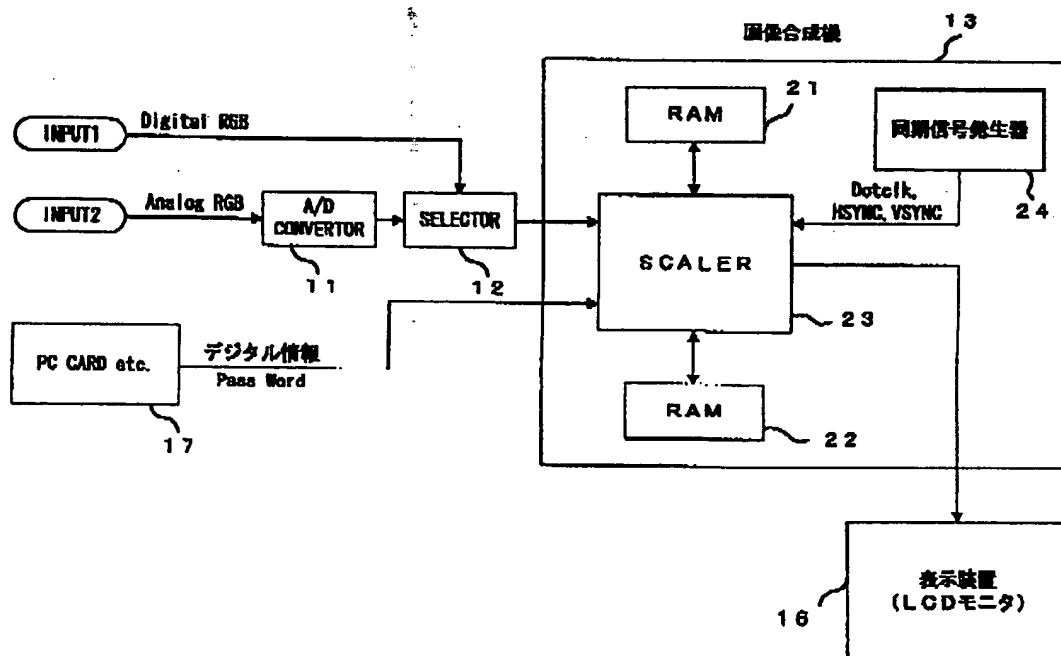 画像合成機
13
RAM
21
同期信号発生器
24
INPUT1
Digital RGB
INPUT2
Analog RGB
A/D
CONVERTOR
11
SELECTOR
12
Dotclk,
HSYNC, VSYNC
SCALER
23
PC CARD etc.
17
デジタル情報
Pass Word
RAM
22
表示装置
(LCDモニタ)
16